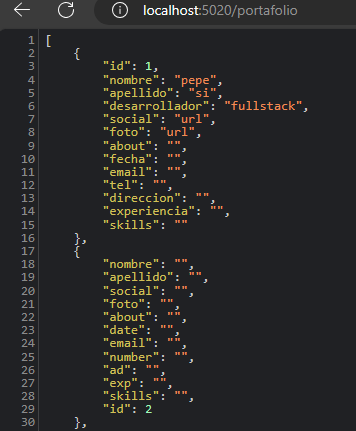 localhost:5020/portafolio
1 [
2 {
3 "id": 1,
4 "nombre": "pepe",
5 "apellido": "si",
6 "desarrollador": "fullstack",
7 "social": "url",
8 "foto": "url",
9 "about": "",
10 "fecha": "",
11 "email": "",
12 "tel": "",
13 "direccion": "",
14 "experiencia": "",
15 "skills": ""
16 },
17 {
18 "nombre": "",
19 "apellido": "",
20 "social": "",
21 "foto": "",
22 "about": "",
23 "date": "",
24 "email": "",
25 "number": "",
26 "ad": "",
27 "exp": "",
28 "skills": "",
29 "id": 2
30 },